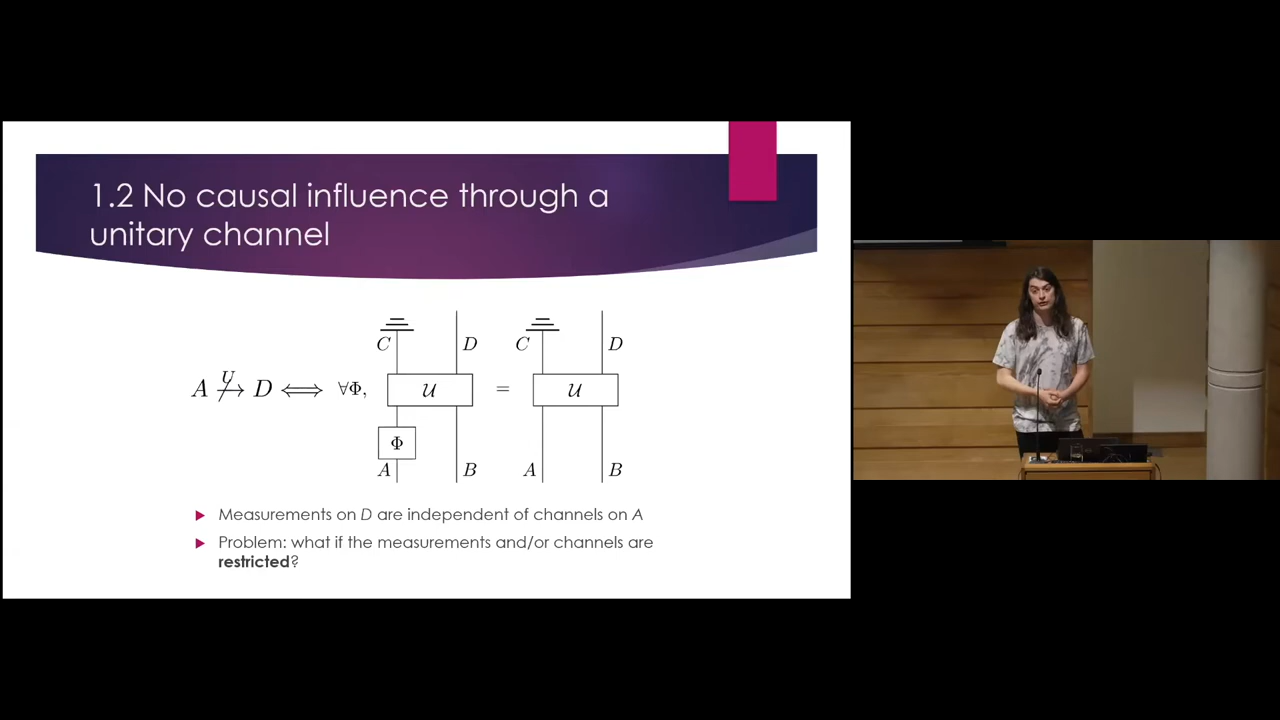 1.2 No causal influence through a
unitary channel
C D C D
A U↛ D ⟺ ∀Φ, 𝒰 = 𝒰
Φ
A B A B
Measurements on D are independent of channels on A
Problem: what if the measurements and/or channels are
restricted?